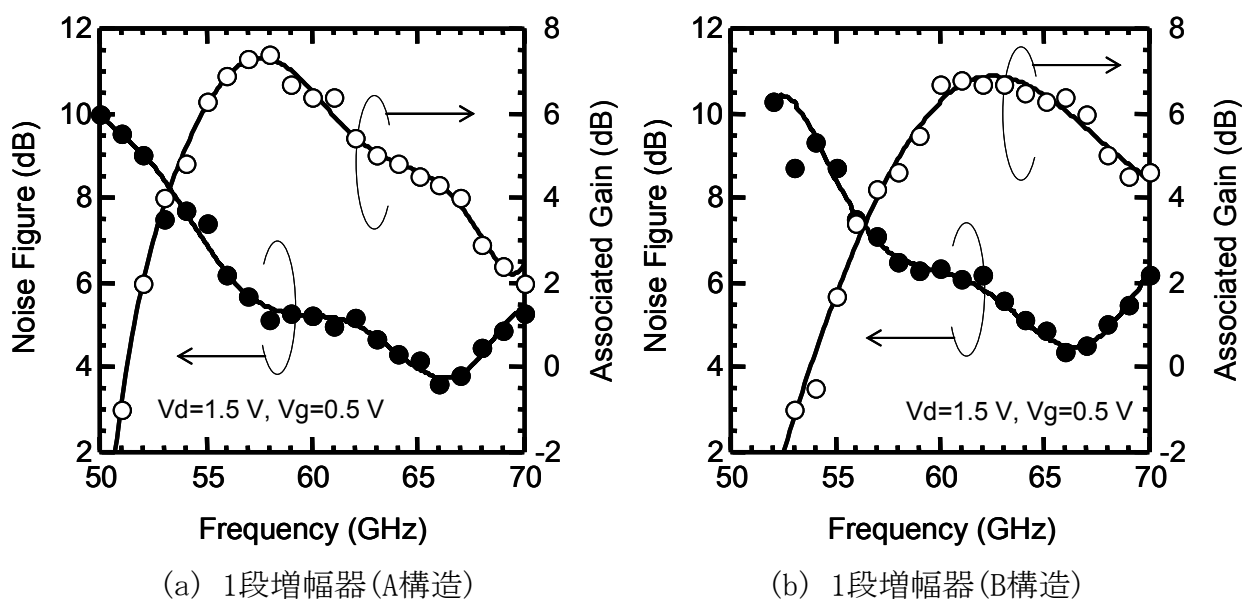 12
10
8
6
4
2
Noise Figure (dB)
8
6
4
2
0
-2
Associated Gain (dB)
Vd=1.5 V, Vg=0.5 V
50 55 60 65 70
Frequency (GHz)
(a) 1段増幅器(A構造)
12
10
8
6
4
2
Noise Figure (dB)
8
6
4
2
0
-2
Associated Gain (dB)
Vd=1.5 V, Vg=0.5 V
50 55 60 65 70
Frequency (GHz)
(b) 1段増幅器(B構造)